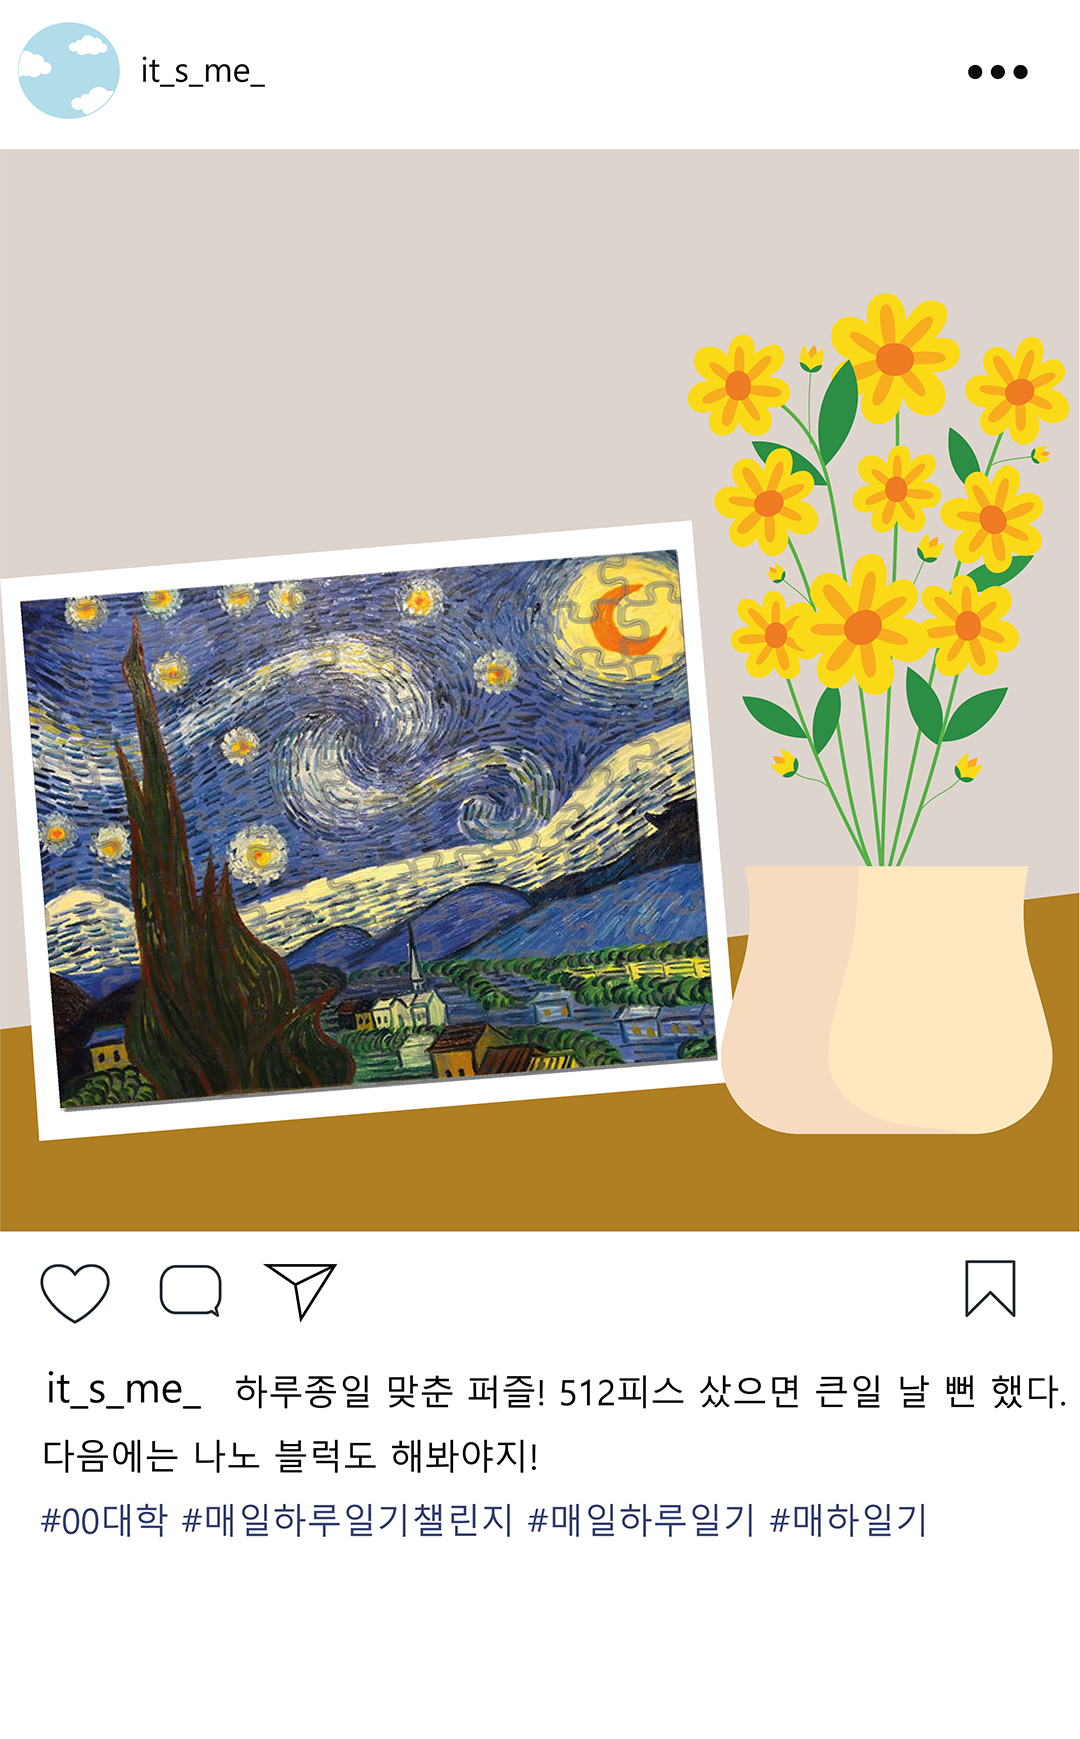 it_s_me_
it_s_me_ 하루종일 맞춘 퍼즐! 512피스 샀으면 큰일 날 뻔 했다.
다음에는 나노 블럭도 해봐야지!
#00대학 #매일하루일기챌린지 #매일하루일기 #매하일기